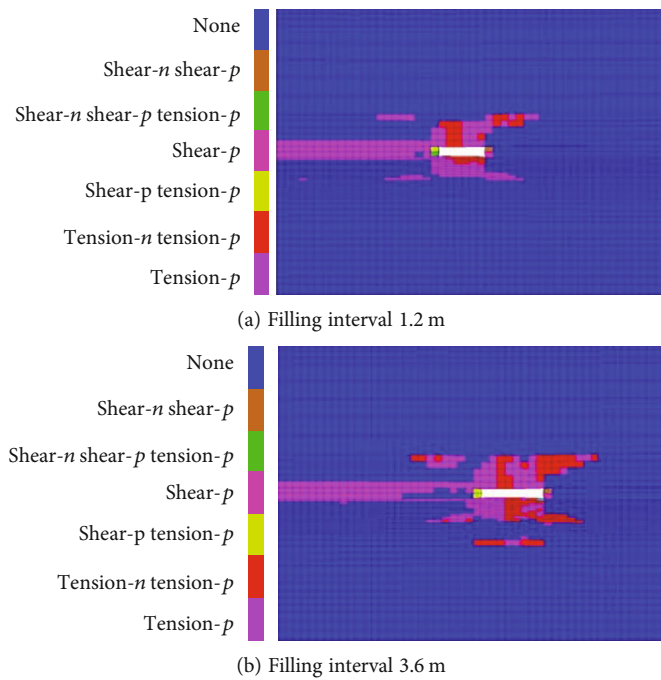 None
Shear-n shear-p
Shear-n shear-p tension-p
Shear-p
Shear-p tension-p
Tension-n tension-p
Tension-p
(a) Filling interval 1.2 m
None
Shear-n shear-p
Shear-n shear-p tension-p
Shear-p
Shear-p tension-p
Tension-n tension-p
Tension-p
(b) Filling interval 3.6 m